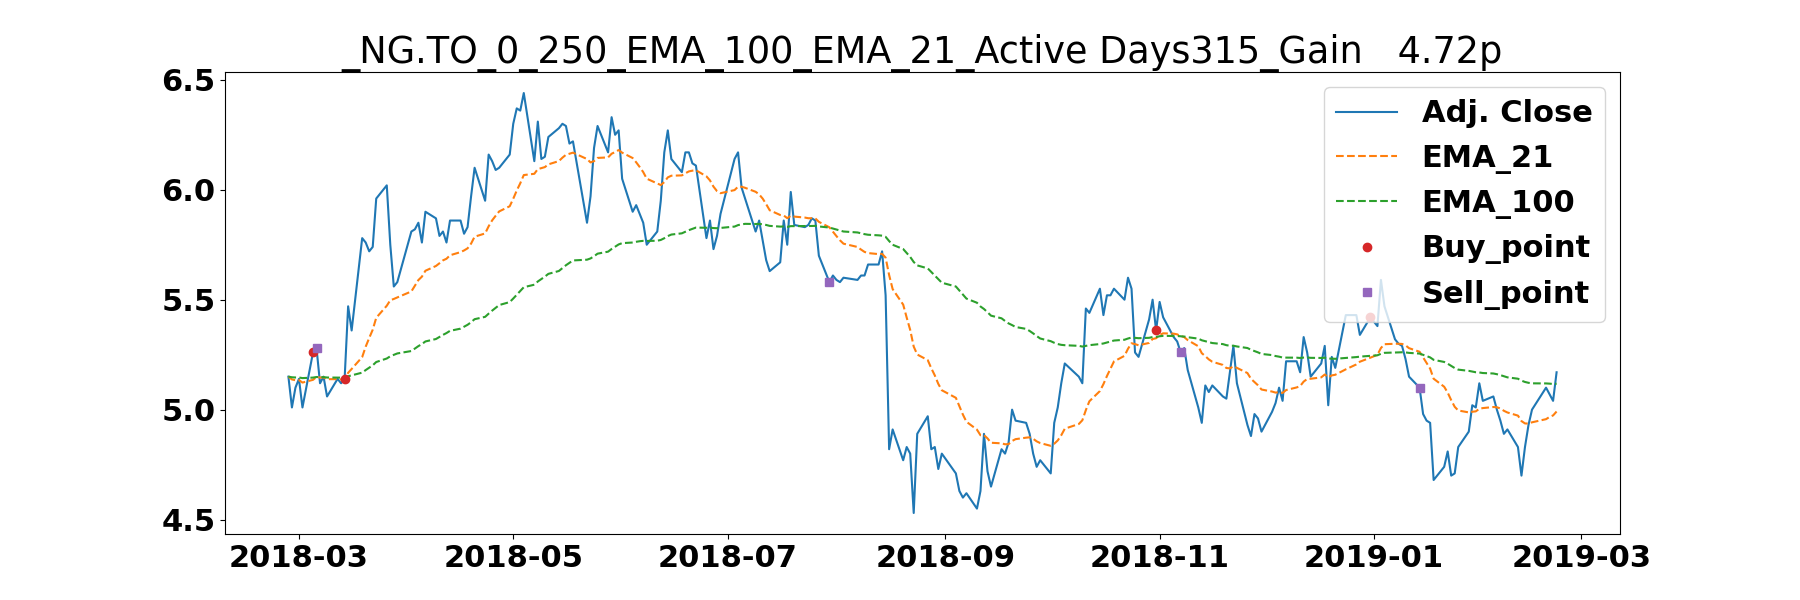 _NG.TO_0_250_EMA_100_EMA_21_Active Days315_Gain   4.72p
6.5
6.0
5.5
5.0
4.5
Adj. Close
EMA_21
EMA_100
Buy_point
Sell_point
2018-03 2018-05 2018-07 2018-09 2018-11 2019-01 2019-03